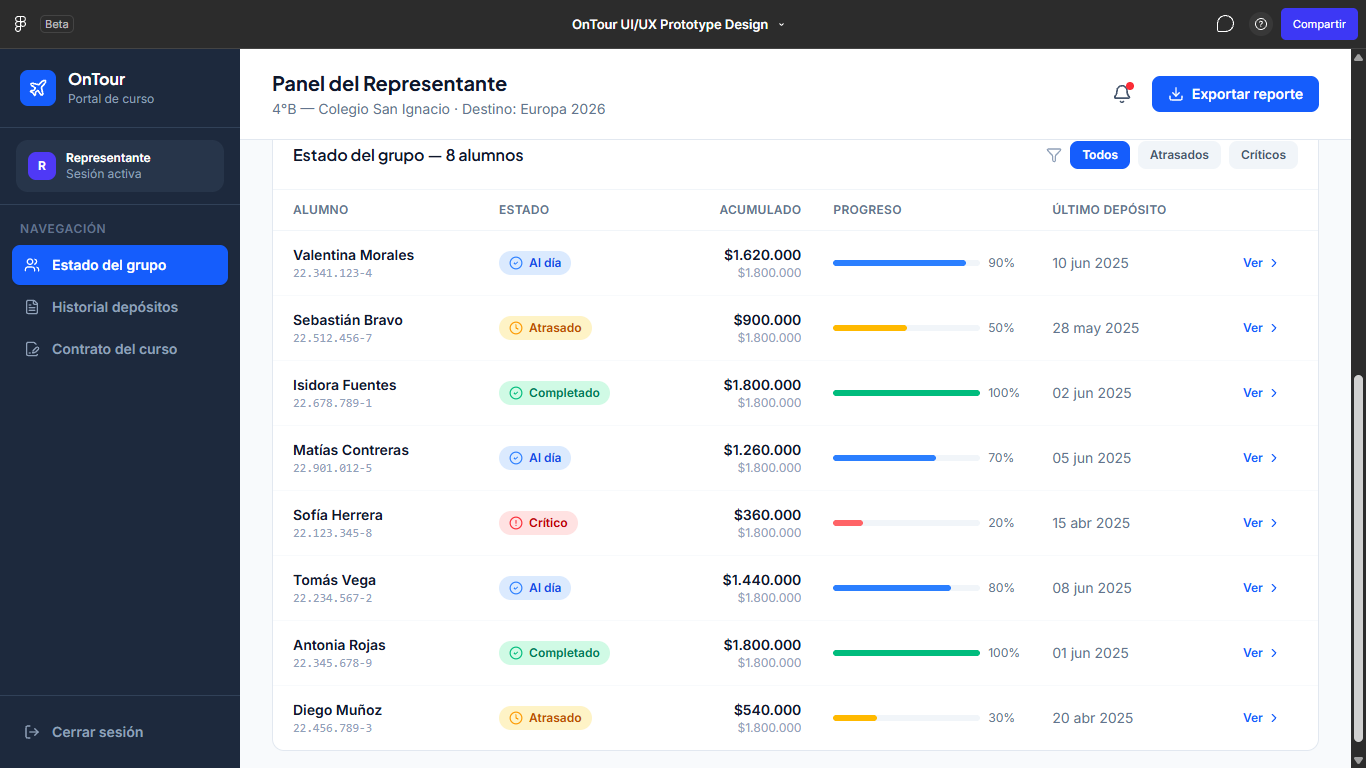 Beta
OnTour UI/UX Prototype Design
Compartir
OnTour
Portal de curso
R
Representante
Sesión activa
NAVEGACIÓN
Estado del grupo
Historial depósitos
Contrato del curso
Cerrar sesión
Panel del Representante
4°B — Colegio San Ignacio · Destino: Europa 2026
Exportar reporte
Estado del grupo — 8 alumnos
Todos Atrasados Críticos
ALUMNO ESTADO ACUMULADO PROGRESO ÚLTIMO DEPÓSITO
Valentina Morales Al día $1.620.000 90% 10 jun 2025 Ver
22.341.123-4 $1.800.000
Sebastián Bravo Atrasado $900.000 50% 28 may 2025 Ver
22.512.456-7 $1.800.000
Isidora Fuentes Completado $1.800.000 100% 02 jun 2025 Ver
22.678.789-1 $1.800.000
Matías Contreras Al día $1.260.000 70% 05 jun 2025 Ver
22.901.012-5 $1.800.000
Sofía Herrera Crítico $360.000 20% 15 abr 2025 Ver
22.123.345-8 $1.800.000
Tomás Vega Al día $1.440.000 80% 08 jun 2025 Ver
22.234.567-2 $1.800.000
Antonia Rojas Completado $1.800.000 100% 01 jun 2025 Ver
22.345.678-9 $1.800.000
Diego Muñoz Atrasado $540.000 30% 20 abr 2025 Ver
22.456.789-3 $1.800.000